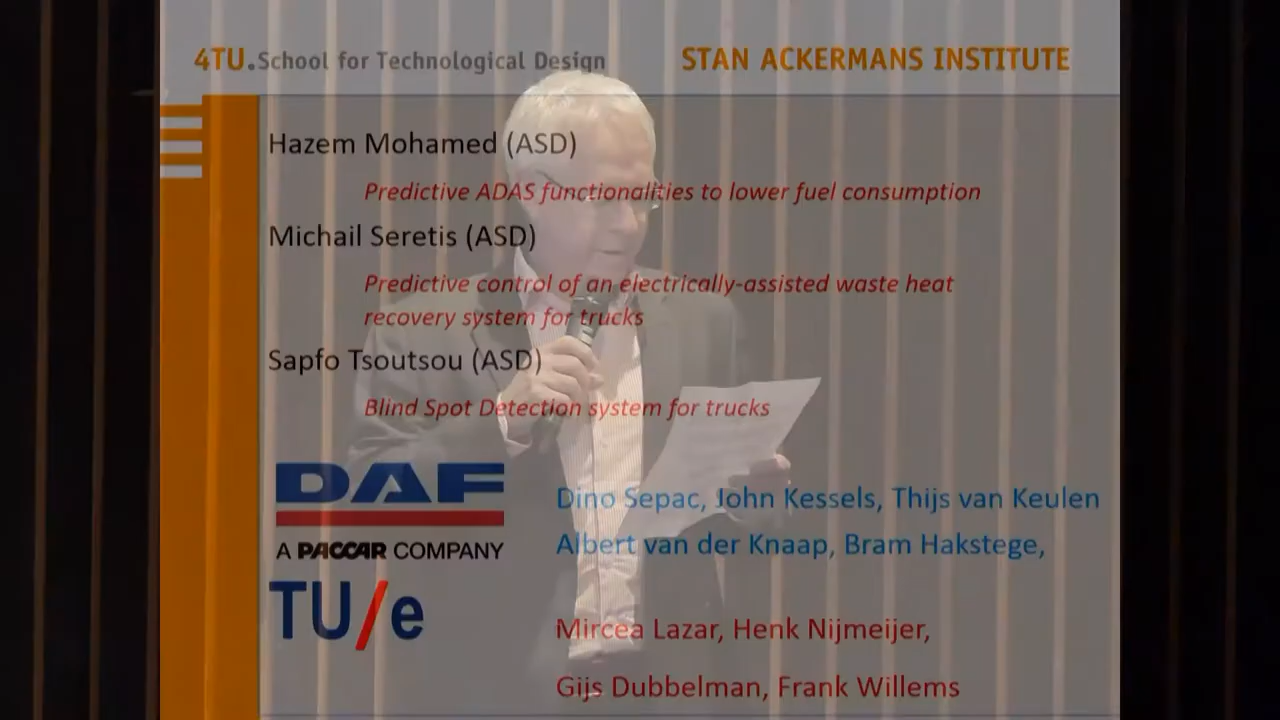 4TU.School for Technological Design STAN ACKERMANS INSTITUTE
Hazem Mohamed (ASD)
Predictive ADAS functionalities to lower fuel consumption
Michail Seretis (ASD)
Predictive control of an electrically-assisted waste heat
recovery system for trucks
Sapfo Tsoutsou (ASD)
Blind Spot Detection system for trucks
DAF
A PACCAR COMPANY
TU/e
Dino Sepac, John Kessels, Thijs van Keulen
Albert van der Knaap, Bram Hakstege,
Mircea Lazar, Henk Nijmeijer,
Gijs Dubbelman, Frank Willems